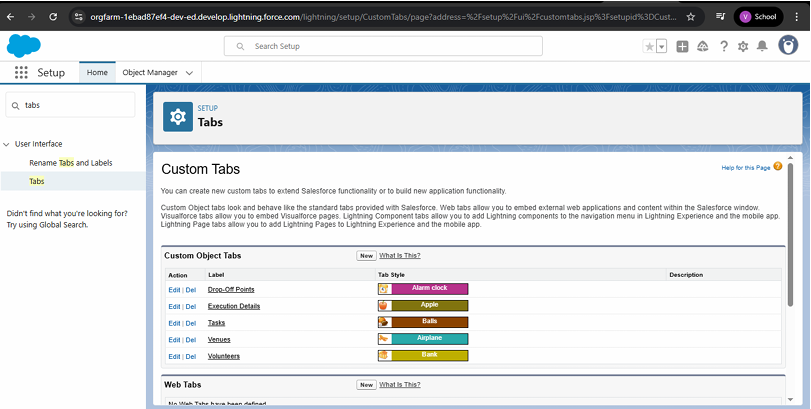 orgfarm-1ebad87ef4-dev-ed.develop.lightning.force.com/lightning/setup/CustomTabs/page?address=%2Fsetup%2Fui%2Fcustomtabs.jsp%3Fsetupid%3DCust...
V School
Search Setup
Setup Home Object Manager
tabs
User Interface
Rename Tabs and Labels
Tabs
Didn't find what you're looking for?
Try using Global Search.
SETUP
Tabs
Custom Tabs
Help for this Page
You can create new custom tabs to extend Salesforce functionality or to build new application functionality.
Custom Object tabs look and behave like the standard tabs provided with Salesforce. Web tabs allow you to embed external web applications and content within the Salesforce window.
Visualforce tabs allow you to embed Visualforce pages. Lightning Component tabs allow you to add Lightning components to the navigation menu in Lightning Experience and the mobile app.
Lightning Page tabs allow you to add Lightning Pages to Lightning Experience and the mobile app.
Custom Object Tabs New What Is This?
Action Label Tab Style Description
Edit | Del Drop-Off Points Alarm clock
Edit | Del Execution Details Apple
Edit | Del Tasks Balls
Edit | Del Venues Airplane
Edit | Del Volunteers Bank
Web Tabs New What Is This?
No Web Tabs have been defined